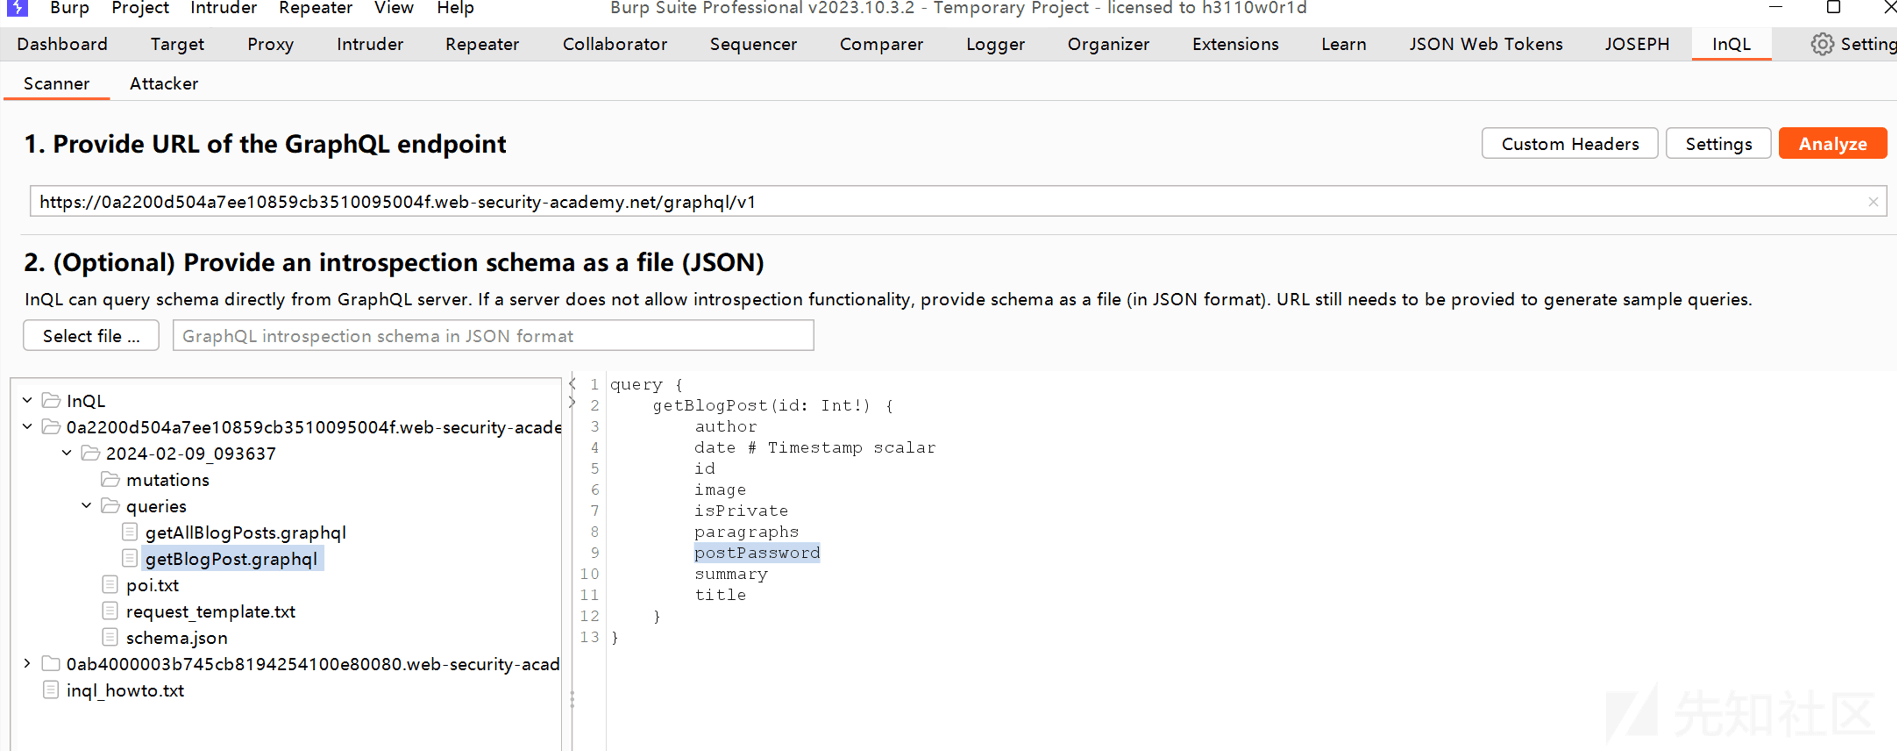 Burp Project Intruder Repeater View Help Burp Suite Professional v2023.10.3.2 - Temporary Project - licensed to h3110w0r1d
Dashboard Target Proxy Intruder Repeater Collaborator Sequencer Comparer Logger Organizer Extensions Learn JSON Web Tokens JOSEPH InQL Setting
Scanner Attacker
1. Provide URL of the GraphQL endpoint
Custom Headers Settings Analyze
https://0a2200d504a7ee10859cb3510095004f.web-security-academy.net/graphql/v1
2. (Optional) Provide an introspection schema as a file (JSON)
InQL can query schema directly from GraphQL server. If a server does not allow introspection functionality, provide schema as a file (in JSON format). URL still needs to be provied to generate sample queries.
Select file ... GraphQL introspection schema in JSON format
InQL
0a2200d504a7ee10859cb3510095004f.web-security-acade
2024-02-09_093637
mutations
queries
getAllBlogPosts.graphql
getBlogPost.graphql
poi.txt
request_template.txt
schema.json
0ab4000003b745cb8194254100e80080.web-security-acad
inql_howto.txt
1 query {
2 getBlogPost(id: Int!) {
3 author
4 date # Timestamp scalar
5 id
6 image
7 isPrivate
8 paragraphs
9 postPassword
10 summary
11 title
12 }
13 }
先知社区